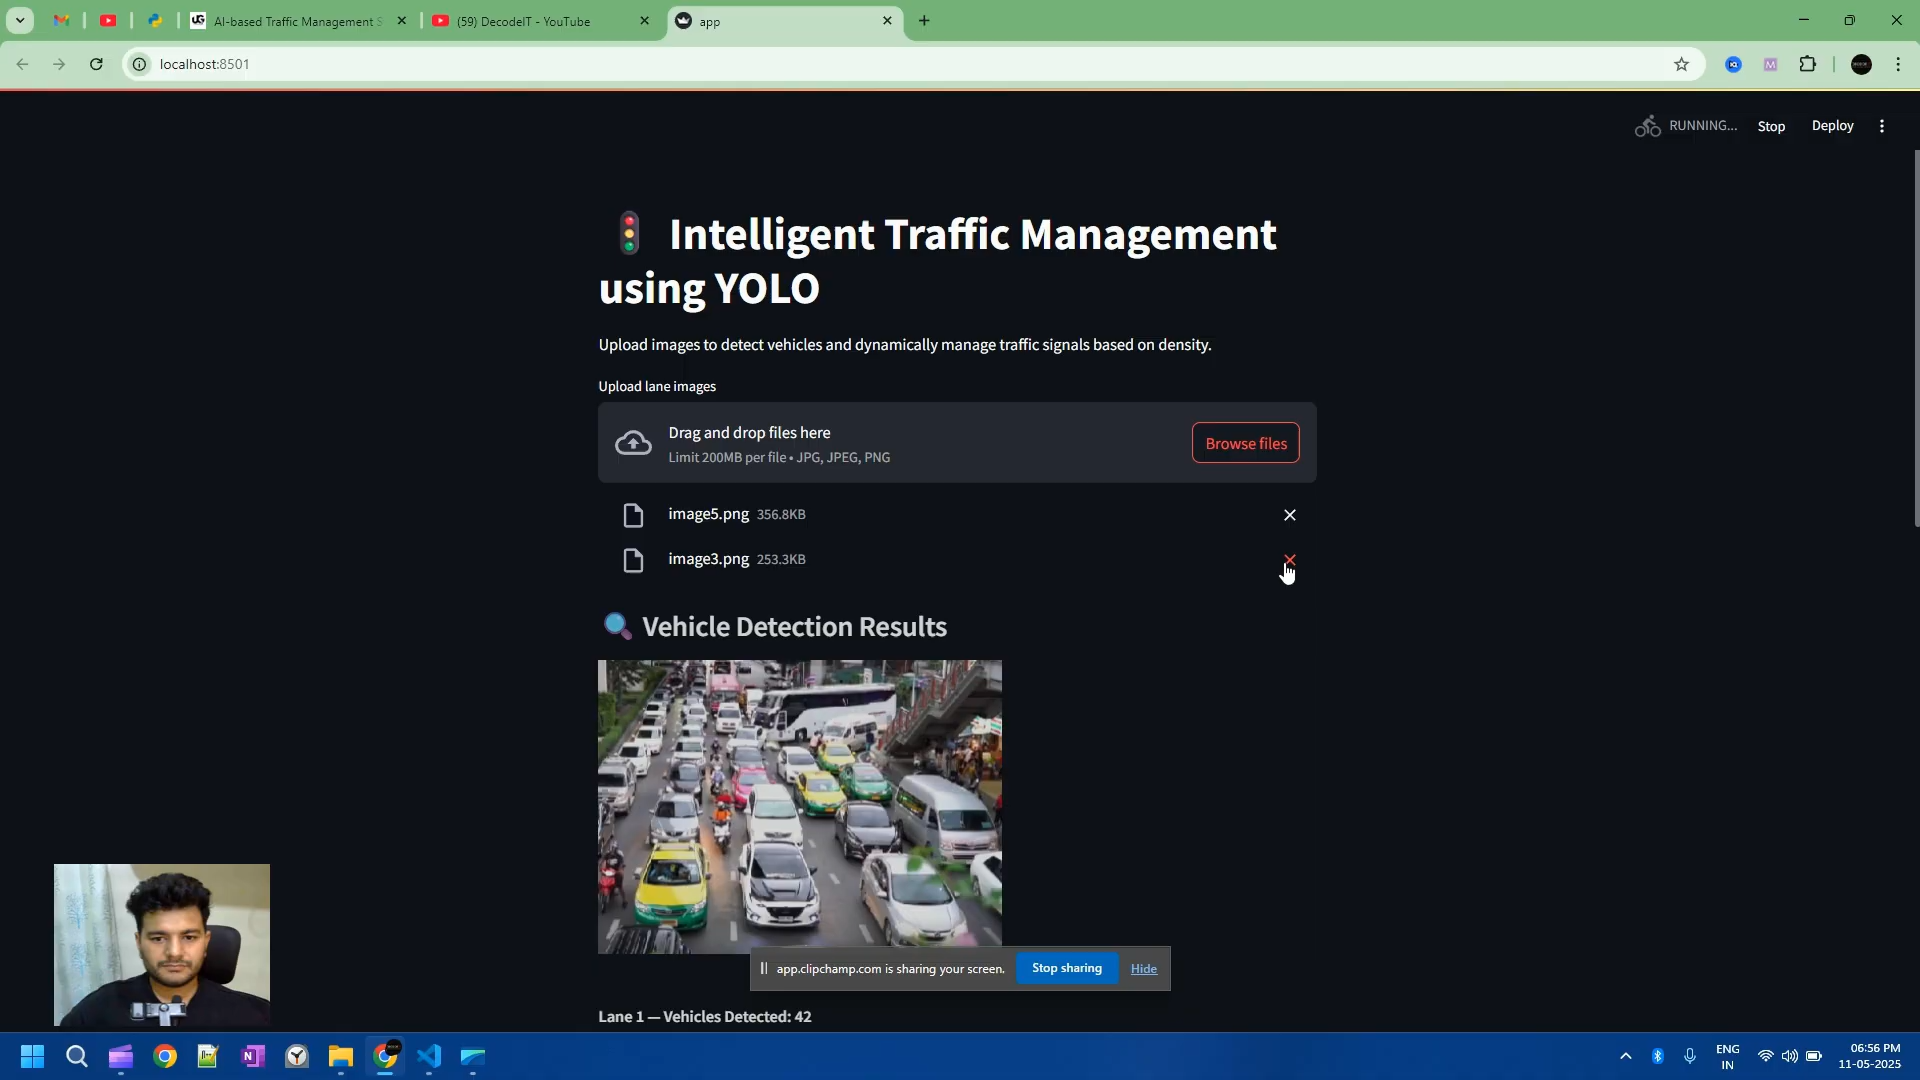 AI-based Traffic Management S
(59) DecodeIT - YouTube
app
localhost:8501
RUNNING...
Stop
Deploy
Intelligent Traffic Management
using YOLO
Upload images to detect vehicles and dynamically manage traffic signals based on density.
Upload lane images
Drag and drop files here
Limit 200MB per file • JPG, JPEG, PNG
Browse files
image5.png 356.8KB
image3.png 253.3KB
Vehicle Detection Results
app.clipchamp.com is sharing your screen.
Stop sharing
Hide
Lane 1 — Vehicles Detected: 42
ENG
IN
06:56 PM
11-05-2025